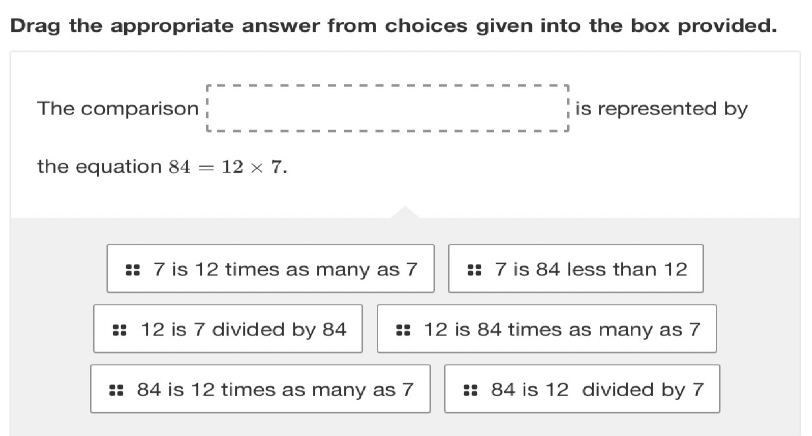 Drag the appropriate answer from choices given into the box provided.
The comparison is represented by
the equation 84 = 12 × 7.
7 is 12 times as many as 7
7 is 84 less than 12
12 is 7 divided by 84
12 is 84 times as many as 7
84 is 12 times as many as 7
84 is 12 divided by 7